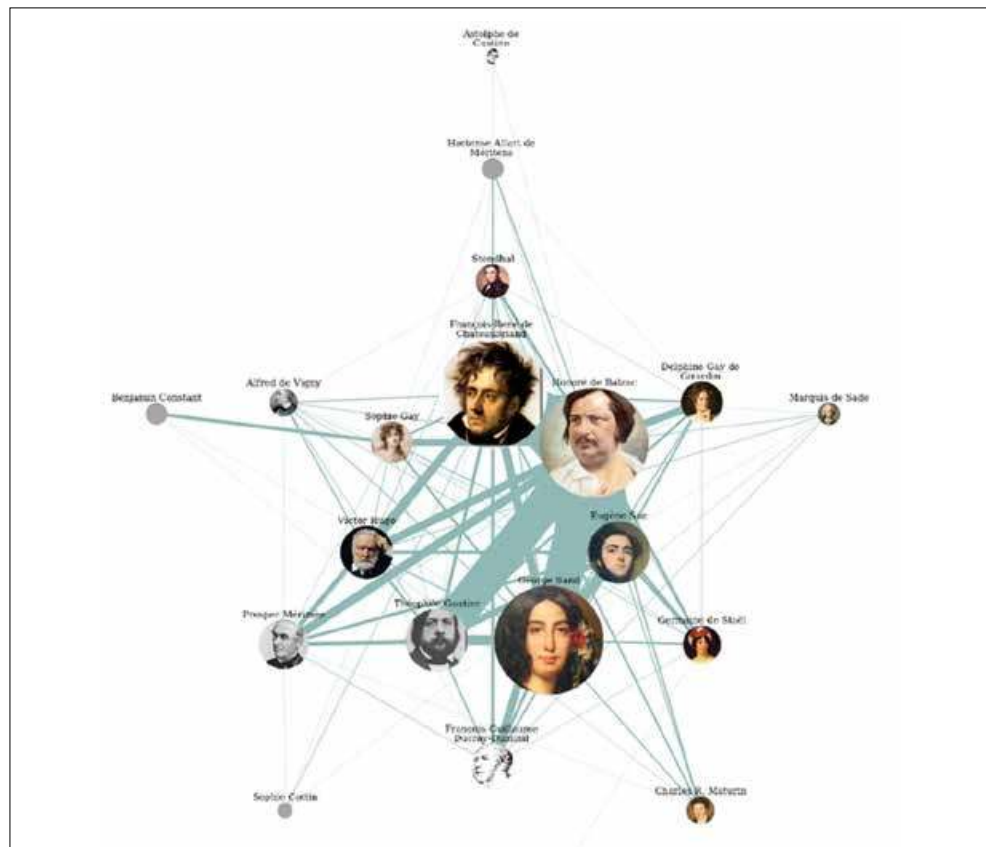 Astolphe de
Custine
Hortense Allart de
Méritens
Stendhal
François-René de
Chateaubriand
Honore de Balzac
Delphine Gay de
Girardin
Alfred de Vigny
Benjamin Constant
Sophie Gay
Marquis de Sade
Victor Hugo
Eugène Sue
George Sand
Théophile Gautier
Prosper Mérimée
Germaine de Staël
François Guillaume
Ducray-Duminil
Sophie Cottin
Charles R. Maturin